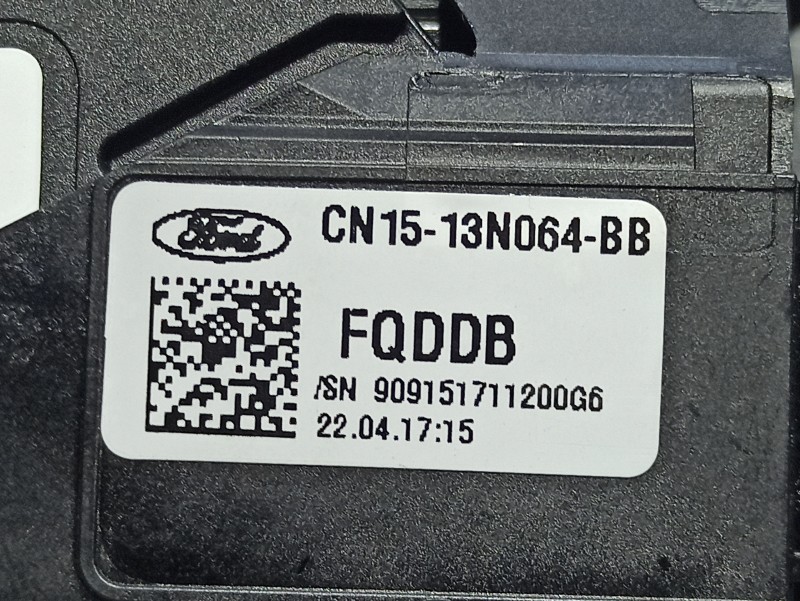 Ford
CN15-13N064-BB
FQDDB
/SN 909151711200G6
22.04.17:15